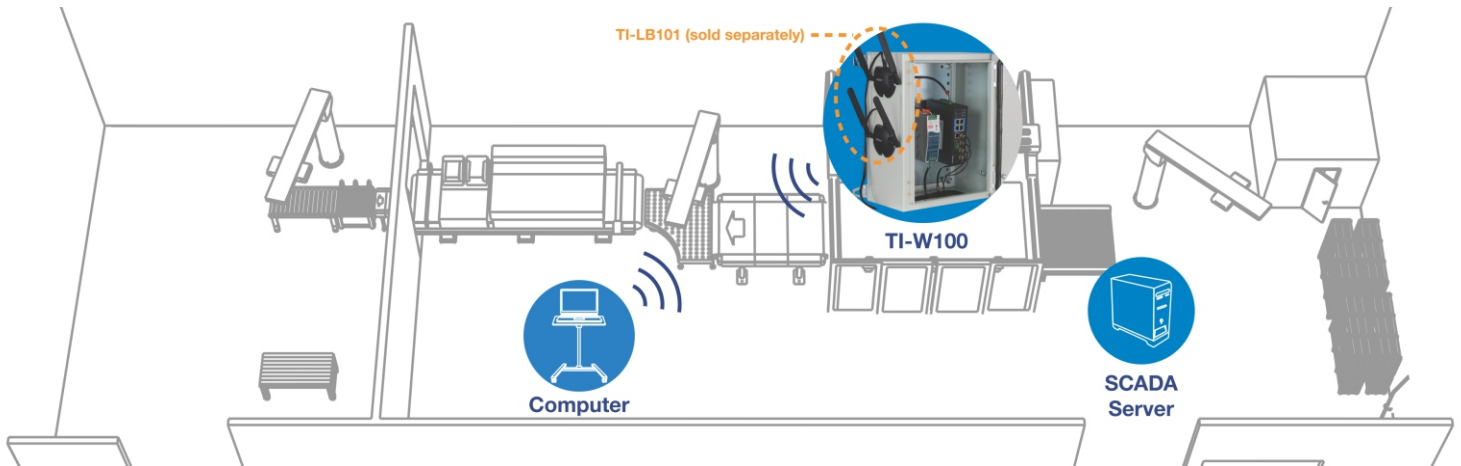 TI-LB101 (sold separately)
TI-W100
Computer
SCADA
Server